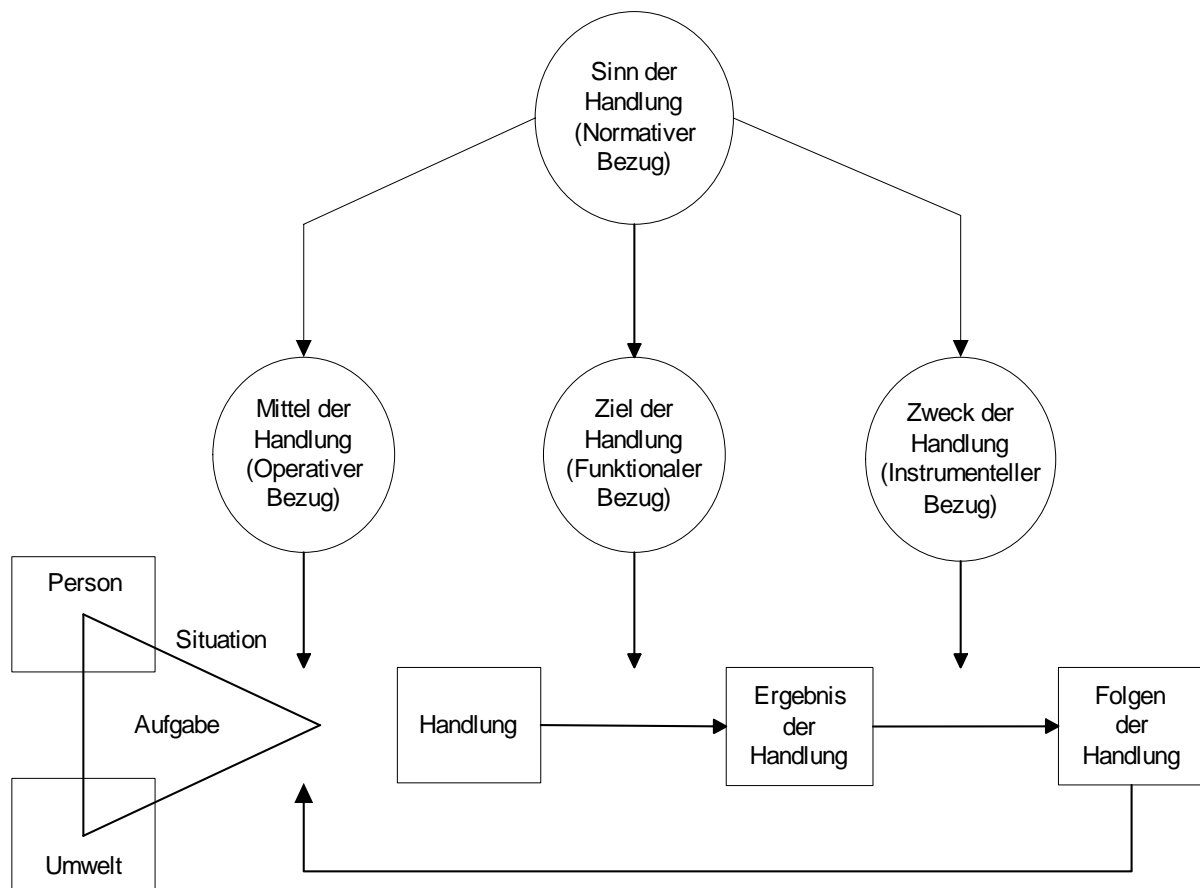 Sinn der
Handlung
(Normativer
Bezug)
Mittel der
Handlung
(Operativer
Bezug)
Ziel der
Handlung
(Funktionaler
Bezug)
Zweck der
Handlung
(Instrumenteller
Bezug)
Person
Situation
Aufgabe
Umwelt
Handlung
Ergebnis
der
Handlung
Folgen
der
Handlung